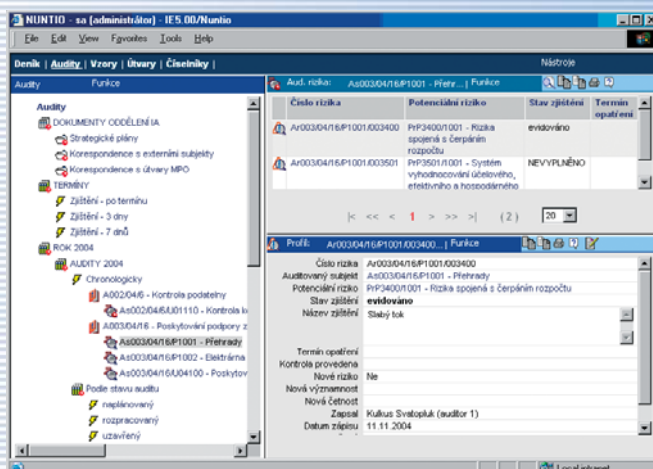 NUNTIO - sa (administrátor) - IE5.00/Nuntio
File Edit View Favorites Tools Help
Deník | Audity | Vzory | Útvary | Číselníky |
Nástroje
Audity Funkce
Audity
DOKUMENTY ODDĚLENÍ IA
Strategické plány
Korespondence s externími subjekty
Korespondence s útvary MPO
TERMÍNY
Zjištění - po termínu
Zjištění - 3 dny
Zjištění - 7 dnů
ROK 2004
AUDITY 2004
Chronologicky
A002/04/6 - Kontrola podatelny
As002/04/6/U01110 - Kontrola k
A003/04/16 - Poskytování podpory z
As003/04/16/P1001 - Přehrady
As003/04/16/P1002 - Elektrárna
As003/04/16/U04100 - Poskytov
Podle stavu auditu
naplánovaný
rozpracovaný
uzavřený
Aud. rizika: As003/04/16/P1001 - Přehr... | Funkce
Číslo rizika Potenciální riziko Stav zjištění Termín opatření
Ar003/04/16/P1001/003400 PrP3400/1001 - Rizika evidováno
spojená s čerpáním
rozpočtu
Ar003/04/16/P1001/003501 PrP3501/1001 - Systém NEVYPLNĚNO
vyhodnocování účelového,
efektivního a hospodárného
|< << < 1 > >> >| (2) 20
Profil: Ar003/04/16/P1001/003400... | Funkce
Číslo rizika Ar003/04/16/P1001/003400
Auditovaný subjekt As003/04/16/P1001 - Přehrady
Potenciální riziko PrP3400/1001 - Rizika spojená s čerpáním rozpočtu
Stav zjištění evidováno
Název zjištění Slabý tok
Termín opatření
Kontrola provedena
Nové riziko Ne
Nová významnost
Nová četnost
Zapsal Kulkus Svatopluk (auditor 1)
Datum zápisu 11.11.2004
Local intranet